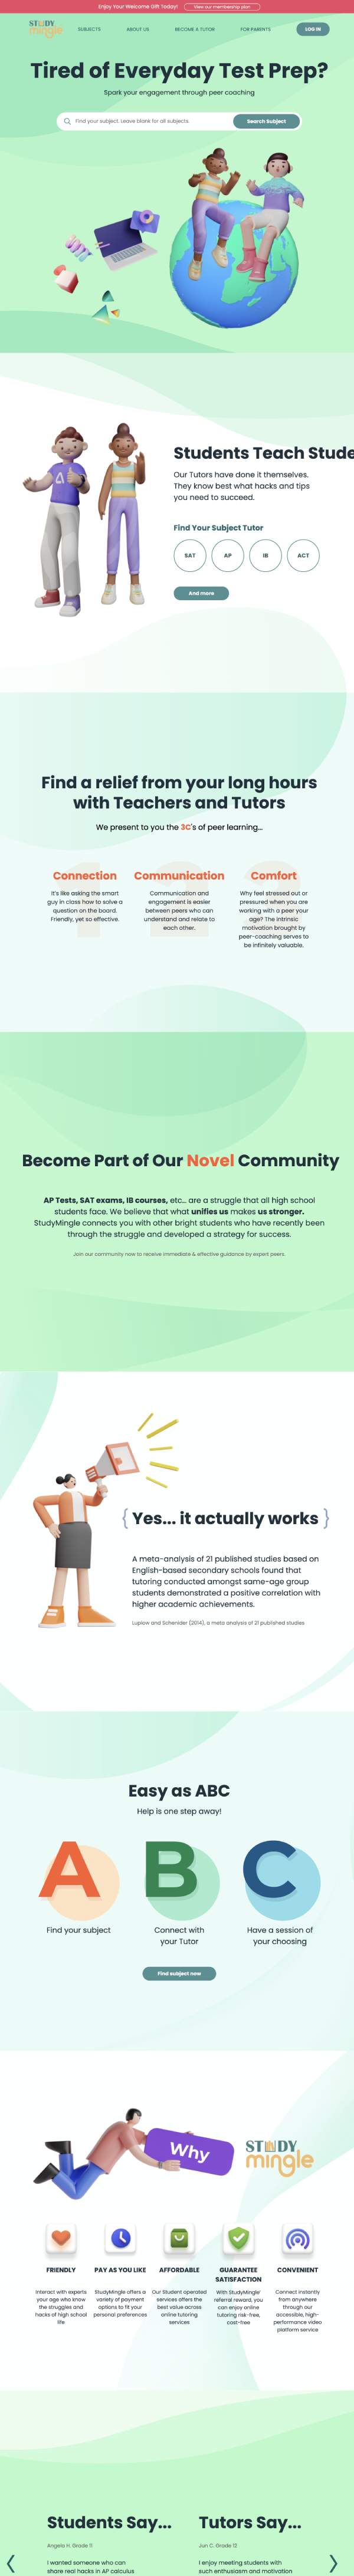 Enjoy Your Welcome Gift Today! View our membership plan
STUDY
mingle
SUBJECTS ABOUT US BECOME A TUTOR FOR PARENTS LOG IN
Tired of Everyday Test Prep?
Spark your engagement through peer coaching
Find your subject. Leave blank for all subjects. Search Subject
Students Teach Stude
Our Tutors have done it themselves.
They know best what hacks and tips
you need to succeed.
Find Your Subject Tutor
SAT AP IB ACT
And more
Find a relief from your long hours
with Teachers and Tutors
We present to you the 3C's of peer learning...
1 2 3
Connection Communication Comfort
It's like asking the smart
guy in class how to solve a
question on the board.
Friendly, yet so effective.
Communication and
engagement is easier
between peers who can
understand and relate to
each other.
Why feel stressed out or
pressured when you are
working with a peer your
age? The intrinsic
motivation brought by
peer-coaching serves to
be infinitely valuable.
Become Part of Our Novel Community
AP Tests, SAT exams, IB courses, etc... are a struggle that all high school
students face. We believe that what unifies us makes us stronger.
StudyMingle connects you with other bright students who have recently been
through the struggle and developed a strategy for success.
Join our community now to receive immediate & effective guidance by expert peers.
{ Yes... it actually works }
A meta-analysis of 21 published studies based on
English-based secondary schools found that
tutoring conducted amongst same-age group
students demonstrated a positive correlation with
higher academic achievements.
Luplow and Schenider (2014), a meta analysis of 21 published studies
Easy as ABC
Help is one step away!
A B C
Find your subject
Connect with
your Tutor
Have a session of
your choosing
Find subject now
Why
STUDY
mingle
FRIENDLY
Interact with experts
your age who know
the struggles and
hacks of high school
life
PAY AS YOU LIKE
StudyMingle offers a
variety of payment
options to fit your
personal preferences
AFFORDABLE
Our Student operated
services offers the
best value across
online tutoring
services
GUARANTEE
SATISFACTION
With StudyMingle'
referral reward, you
can enjoy online
tutoring risk-free,
cost-free
CONVENIENT
Connect instantly
from anywhere
through our
accessible, high-
performance video
platform service
Students Say...
Angela H. Grade 11
I wanted someone who can
share real hacks in AP calculus
Tutors Say...
Jun C. Grade 12
I enjoy meeting students with
such enthusiasm and motivation